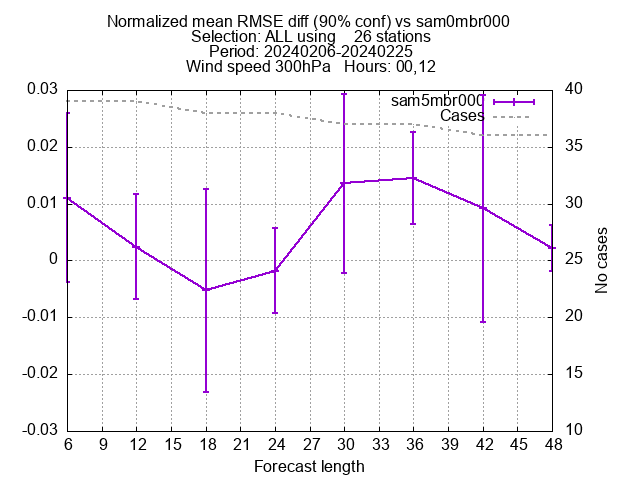 Normalized mean RMSE diff (90% conf) vs sam0mbr000
Selection: ALL using    26 stations
Period: 20240206-20240225
Wind speed 300hPa   Hours: 00,12
sam5mbr000
Cases
0.03
0.02
0.01
0
-0.01
-0.02
-0.03
40
35
30
25
20
15
10
No cases
6 9 12 15 18 21 24 27 30 33 36 39 42 45 48
Forecast length